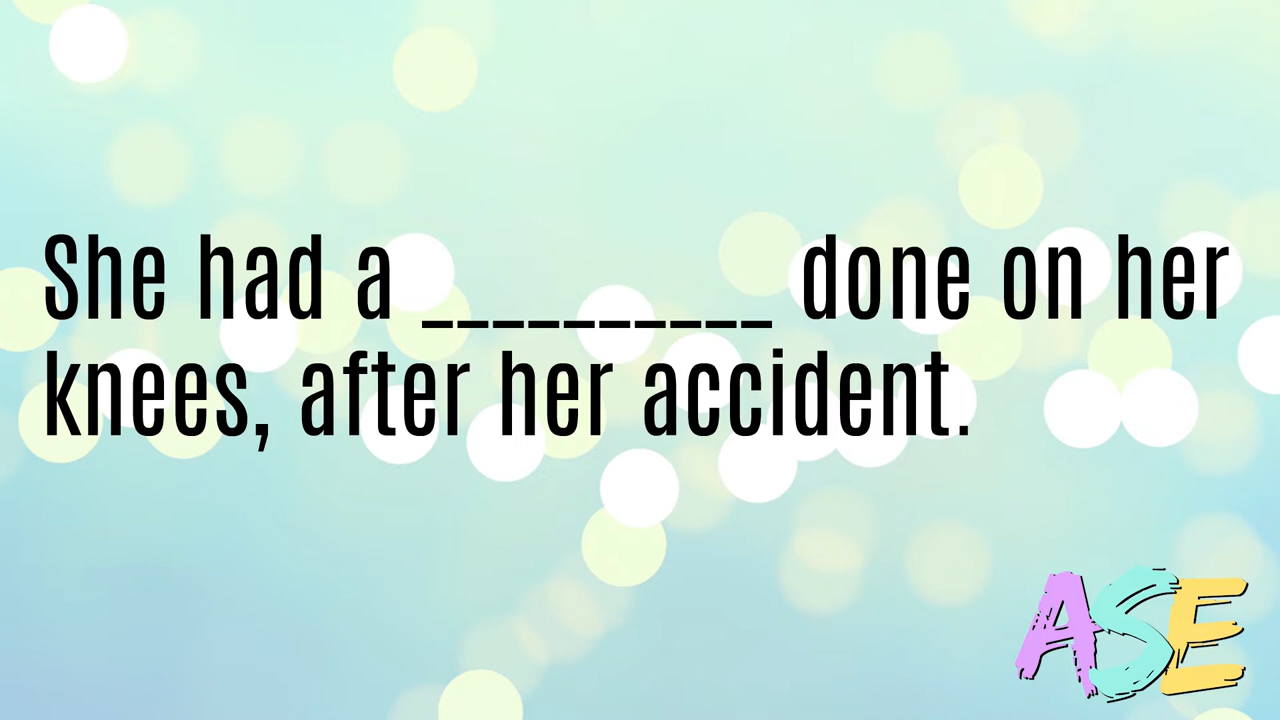 She had a __________ done on her
knees, after her accident.
ASE